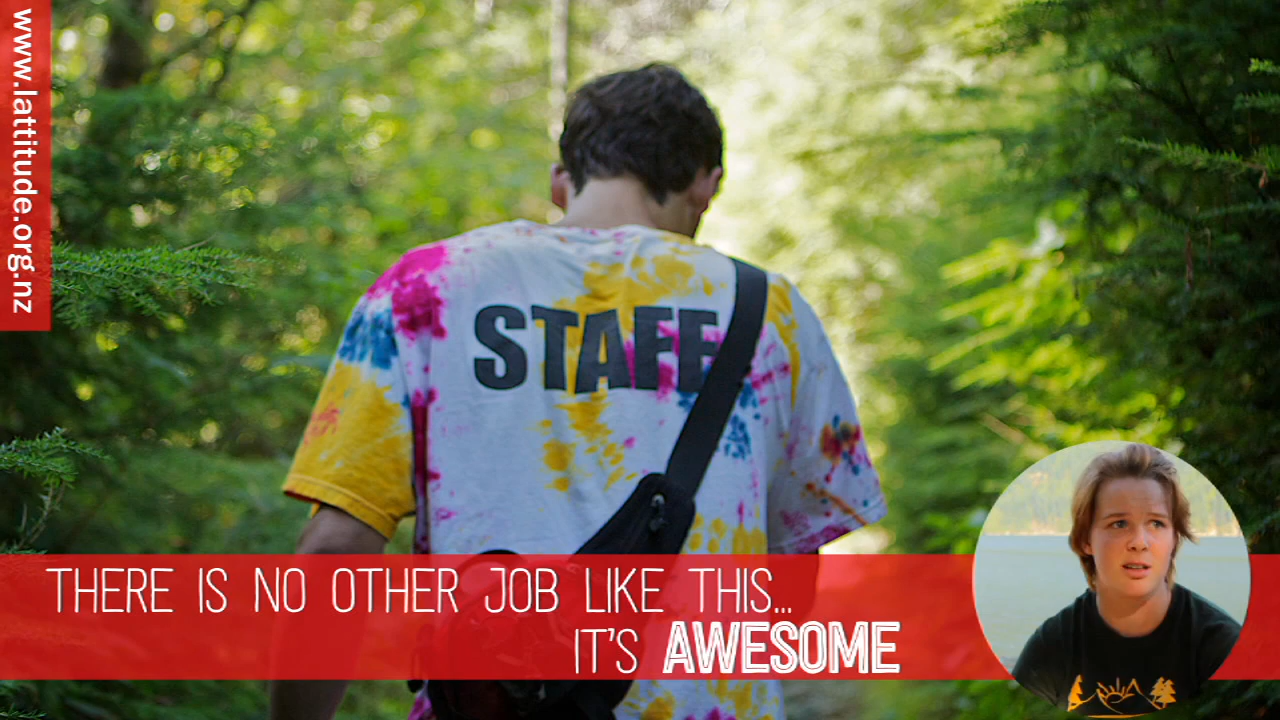 www.lattitude.org.nz
STAFF
THERE IS NO OTHER JOB LIKE THIS...
IT'S AWESOME